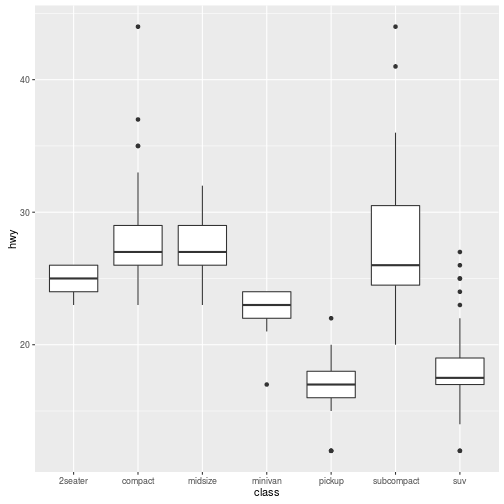 40
30
20
hwy
2seater compact midsize minivan pickup subcompact suv
class